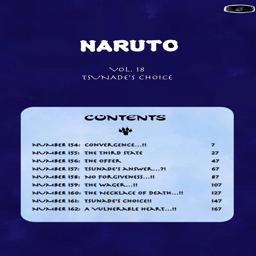 NARUTO
VOL. 18
TSUNADE'S CHOICE
CONTENTS
NUMBER 154: CONVERGENCE...!! 7
NUMBER 155: THE THIRD STATE 27
NUMBER 156: THE OFFER 47
NUMBER 157: TSUNADE'S ANSWER...?! 67
NUMBER 158: NO FORGIVENESS...!! 87
NUMBER 159: THE WAGER...!! 107
NUMBER 160: THE NECKLACE OF DEATH...!! 127
NUMBER 161: TSUNADE'S CHOICE!! 147
NUMBER 162: A VULNERABLE HEART...!! 167